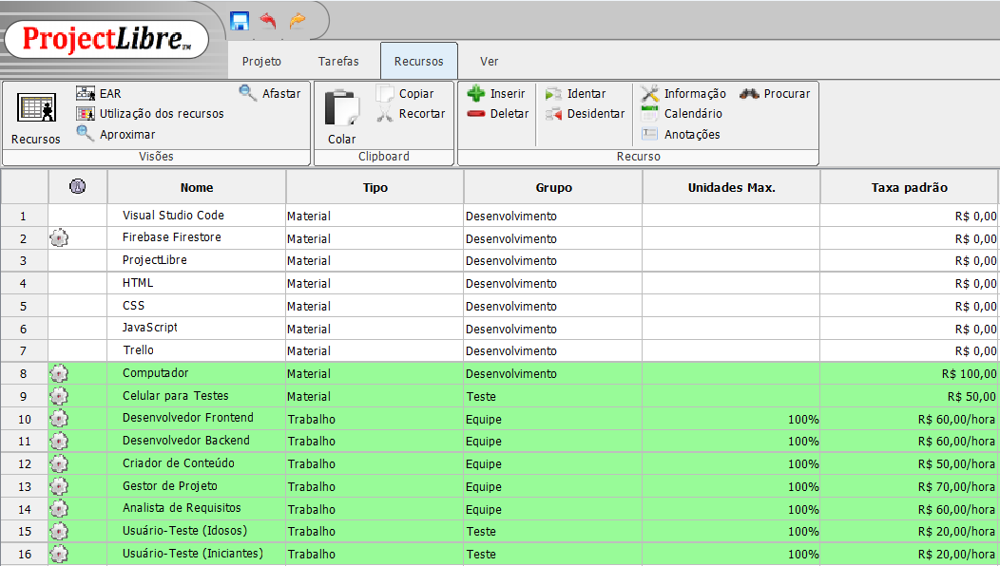 ProjectLibre™
Projeto Tarefas Recursos Ver
EAR Afastar Copiar Inserir Identar Informação Procurar
Utilização dos recursos Recortar Deletar Desidentar Calendário
Recursos Aproximar Colar Anotações
Visões Clipboard Recurso
Nome Tipo Grupo Unidades Max. Taxa padrão
1 Visual Studio Code Material Desenvolvimento R$ 0,00
2 Firebase Firestore Material Desenvolvimento R$ 0,00
3 ProjectLibre Material Desenvolvimento R$ 0,00
4 HTML Material Desenvolvimento R$ 0,00
5 CSS Material Desenvolvimento R$ 0,00
6 JavaScript Material Desenvolvimento R$ 0,00
7 Trello Material Desenvolvimento R$ 0,00
8 Computador Material Desenvolvimento R$ 100,00
9 Celular para Testes Material Teste R$ 50,00
10 Desenvolvedor Frontend Trabalho Equipe 100% R$ 60,00/hora
11 Desenvolvedor Backend Trabalho Equipe 100% R$ 60,00/hora
12 Criador de Conteúdo Trabalho Equipe 100% R$ 50,00/hora
13 Gestor de Projeto Trabalho Equipe 100% R$ 70,00/hora
14 Analista de Requisitos Trabalho Equipe 100% R$ 60,00/hora
15 Usuário-Teste (Idosos) Trabalho Teste 100% R$ 20,00/hora
16 Usuário-Teste (Iniciantes) Trabalho Teste 100% R$ 20,00/hora